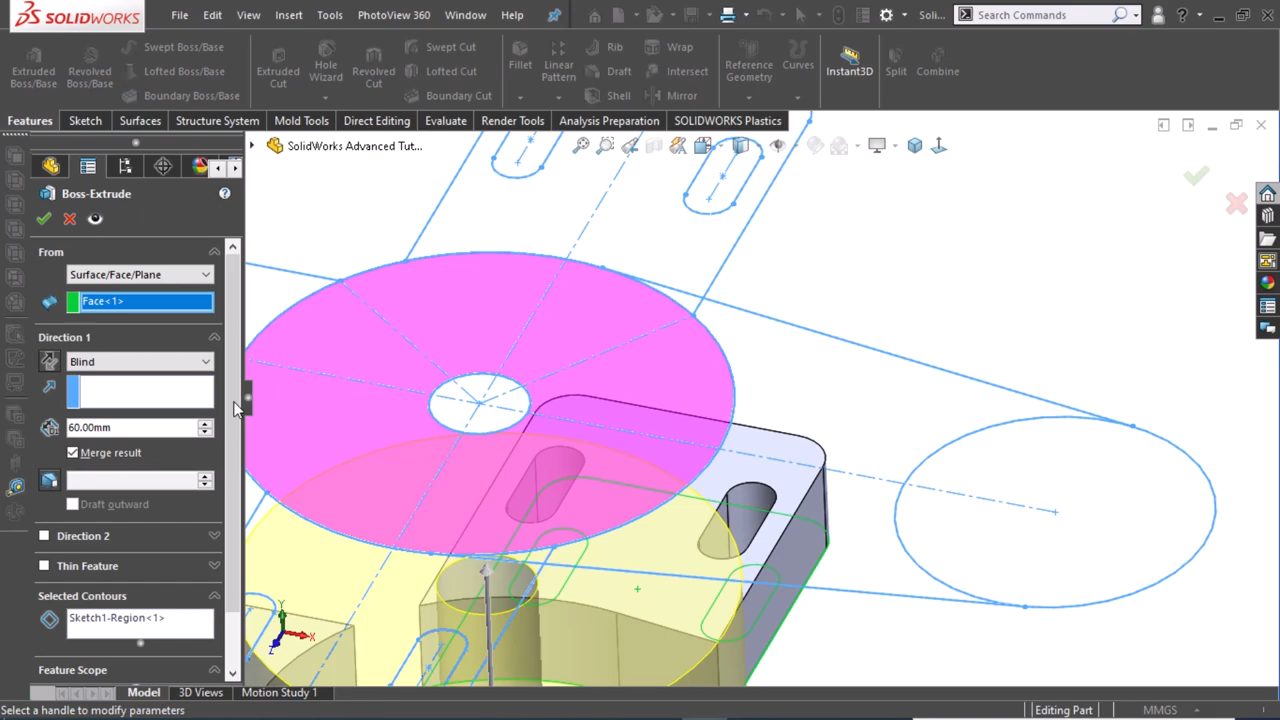 SOLIDWORKS File Edit View Insert Tools PhotoView 360 Window Help Soli... Search Commands ?
Extruded Boss/Base
Revolved Boss/Base
Swept Boss/Base
Lofted Boss/Base
Boundary Boss/Base
Extruded Cut
Hole Wizard
Revolved Cut
Swept Cut
Lofted Cut
Boundary Cut
Fillet
Linear Pattern
Rib
Draft
Shell
Wrap
Intersect
Mirror
Reference Geometry
Curves
Instant3D
Split
Combine
Features Sketch Surfaces Structure System Mold Tools Direct Editing Evaluate Render Tools Analysis Preparation SOLIDWORKS Plastics
SolidWorks Advanced Tut...
Boss-Extrude ?
From
Surface/Face/Plane
Face<1>
Direction 1
Blind
60.00mm
Merge result
Draft outward
Direction 2
Thin Feature
Selected Contours
Sketch1-Region<1>
Feature Scope
Y
X
Z
Model 3D Views Motion Study 1
Select a handle to modify parameters Editing Part MMGS